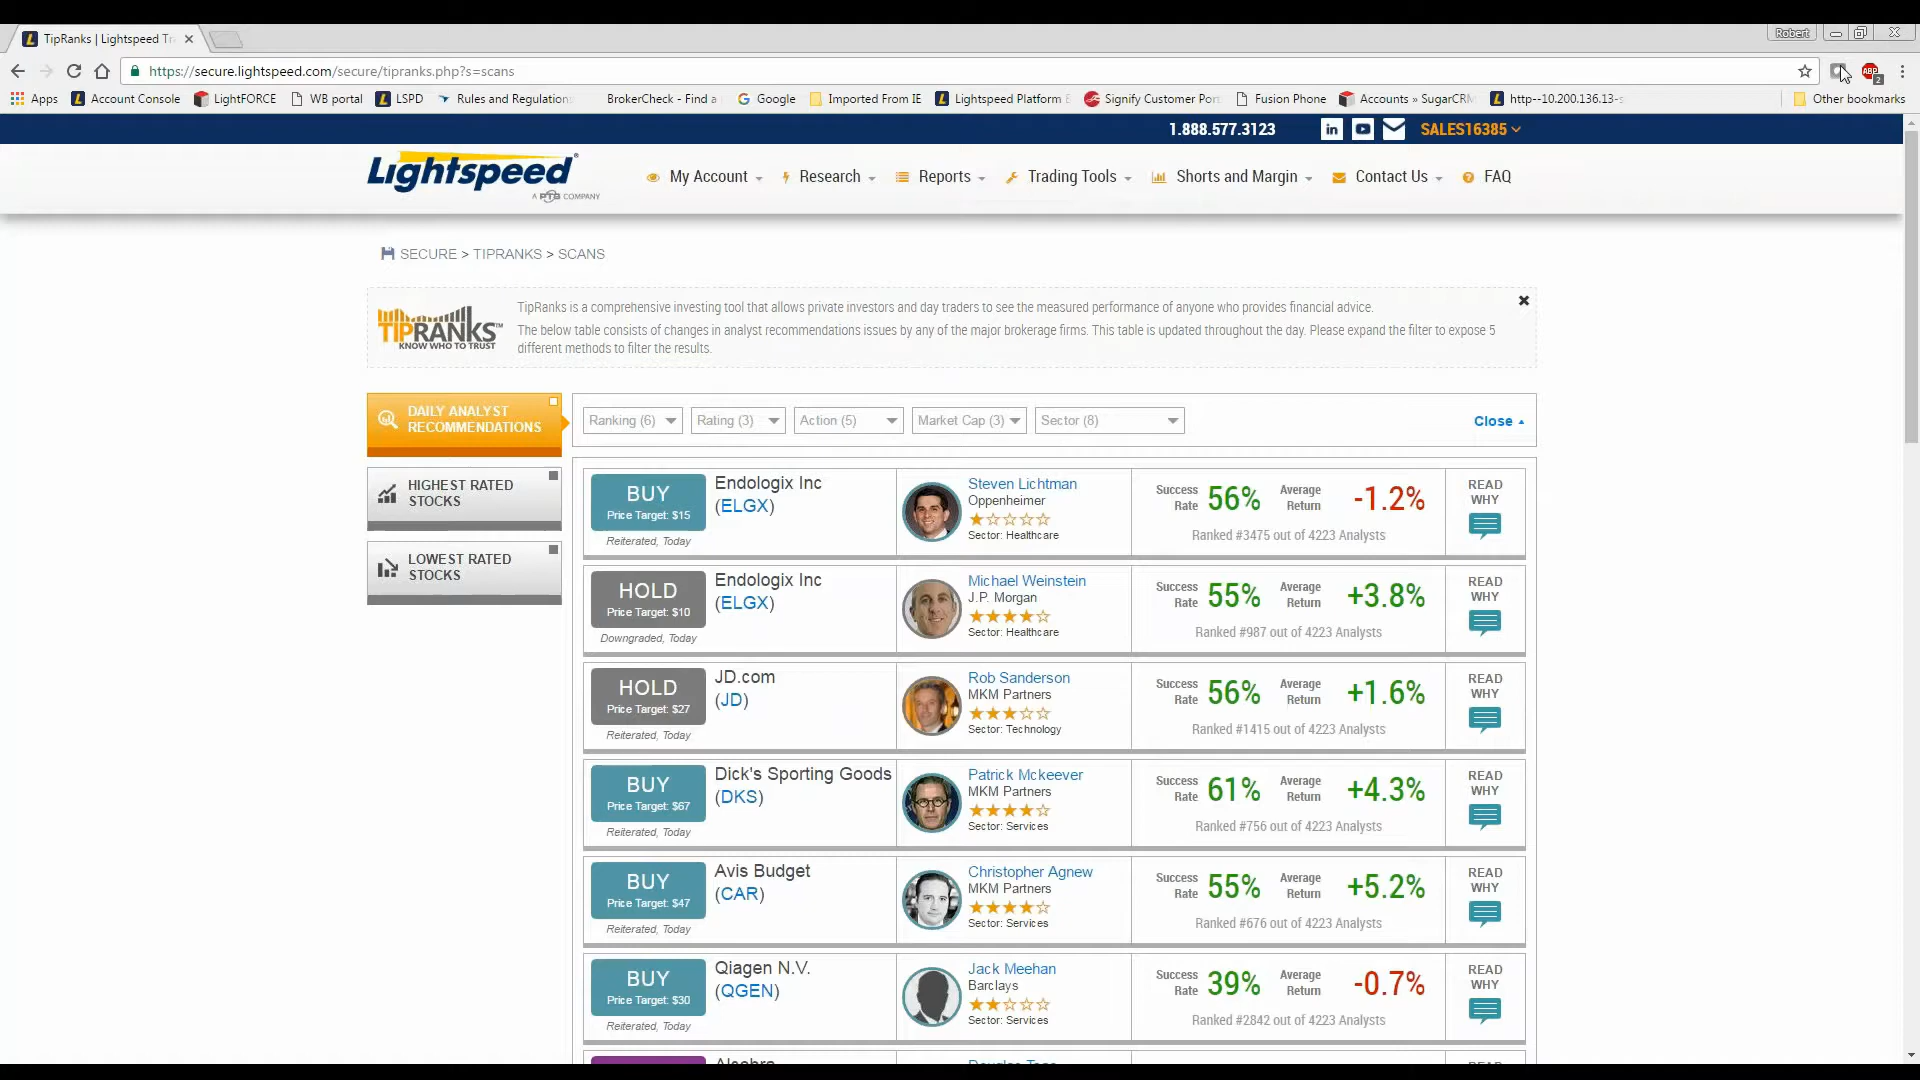 TipRanks | Lightspeed Tr
Robert
https://secure.lightspeed.com/secure/tipranks.php?s=scans
ABP
2
Apps
Account Console
LightFORCE
WB portal
LSPD
Rules and Regulations
BrokerCheck - Find a
Google
Imported From IE
Lightspeed Platform
Signify Customer Por
Fusion Phone
Accounts » SugarCRM
http--10.200.136.13-
Other bookmarks
1.888.577.3123
SALES16385
Lightspeed
A PTG COMPANY
My Account
Research
Reports
Trading Tools
Shorts and Margin
Contact Us
FAQ
SECURE > TIPRANKS > SCANS
TIPRANKS
KNOW WHO TO TRUST
TipRanks is a comprehensive investing tool that allows private investors and day traders to see the measured performance of anyone who provides financial advice.
The below table consists of changes in analyst recommendations issues by any of the major brokerage firms. This table is updated throughout the day. Please expand the filter to expose 5
different methods to filter the results.
DAILY ANALYST
RECOMMENDATIONS
HIGHEST RATED
STOCKS
LOWEST RATED
STOCKS
Ranking (6)
Rating (3)
Action (5)
Market Cap (3)
Sector (8)
Close
BUY
Price Target: $15
Reiterated, Today
Endologix Inc
(ELGX)
Steven Lichtman
Oppenheimer
Sector: Healthcare
Success Rate 56% Average Return -1.2%
Ranked #3475 out of 4223 Analysts
READ
WHY
HOLD
Price Target: $10
Downgraded, Today
Endologix Inc
(ELGX)
Michael Weinstein
J.P. Morgan
Sector: Healthcare
Success Rate 55% Average Return +3.8%
Ranked #987 out of 4223 Analysts
READ
WHY
HOLD
Price Target: $27
Reiterated, Today
JD.com
(JD)
Rob Sanderson
MKM Partners
Sector: Technology
Success Rate 56% Average Return +1.6%
Ranked #1415 out of 4223 Analysts
READ
WHY
BUY
Price Target: $67
Reiterated, Today
Dick's Sporting Goods
(DKS)
Patrick Mckeever
MKM Partners
Sector: Services
Success Rate 61% Average Return +4.3%
Ranked #756 out of 4223 Analysts
READ
WHY
BUY
Price Target: $47
Reiterated, Today
Avis Budget
(CAR)
Christopher Agnew
MKM Partners
Sector: Services
Success Rate 55% Average Return +5.2%
Ranked #676 out of 4223 Analysts
READ
WHY
BUY
Price Target: $30
Reiterated, Today
Qiagen N.V.
(QGEN)
Jack Meehan
Barclays
Sector: Services
Success Rate 39% Average Return -0.7%
Ranked #2842 out of 4223 Analysts
READ
WHY